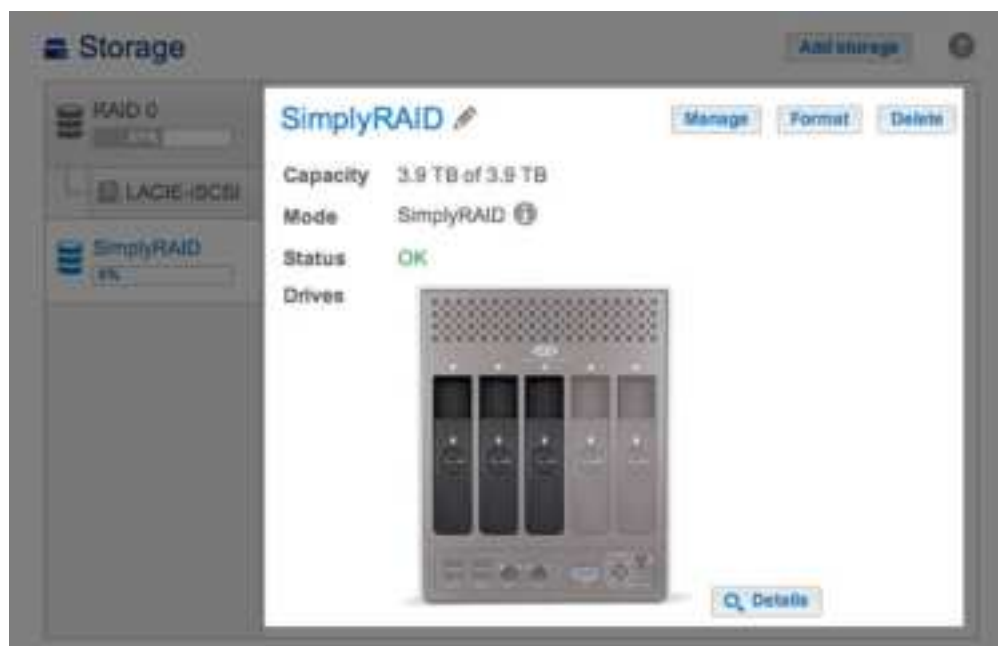 Storage
Add storage
RAID 0
LACIE-iSCSI
SimplyRAID
SimplyRAID
Manage
Format
Delete
Capacity 3.9 TB of 3.9 TB
Mode SimplyRAID
Status OK
Drives
Details